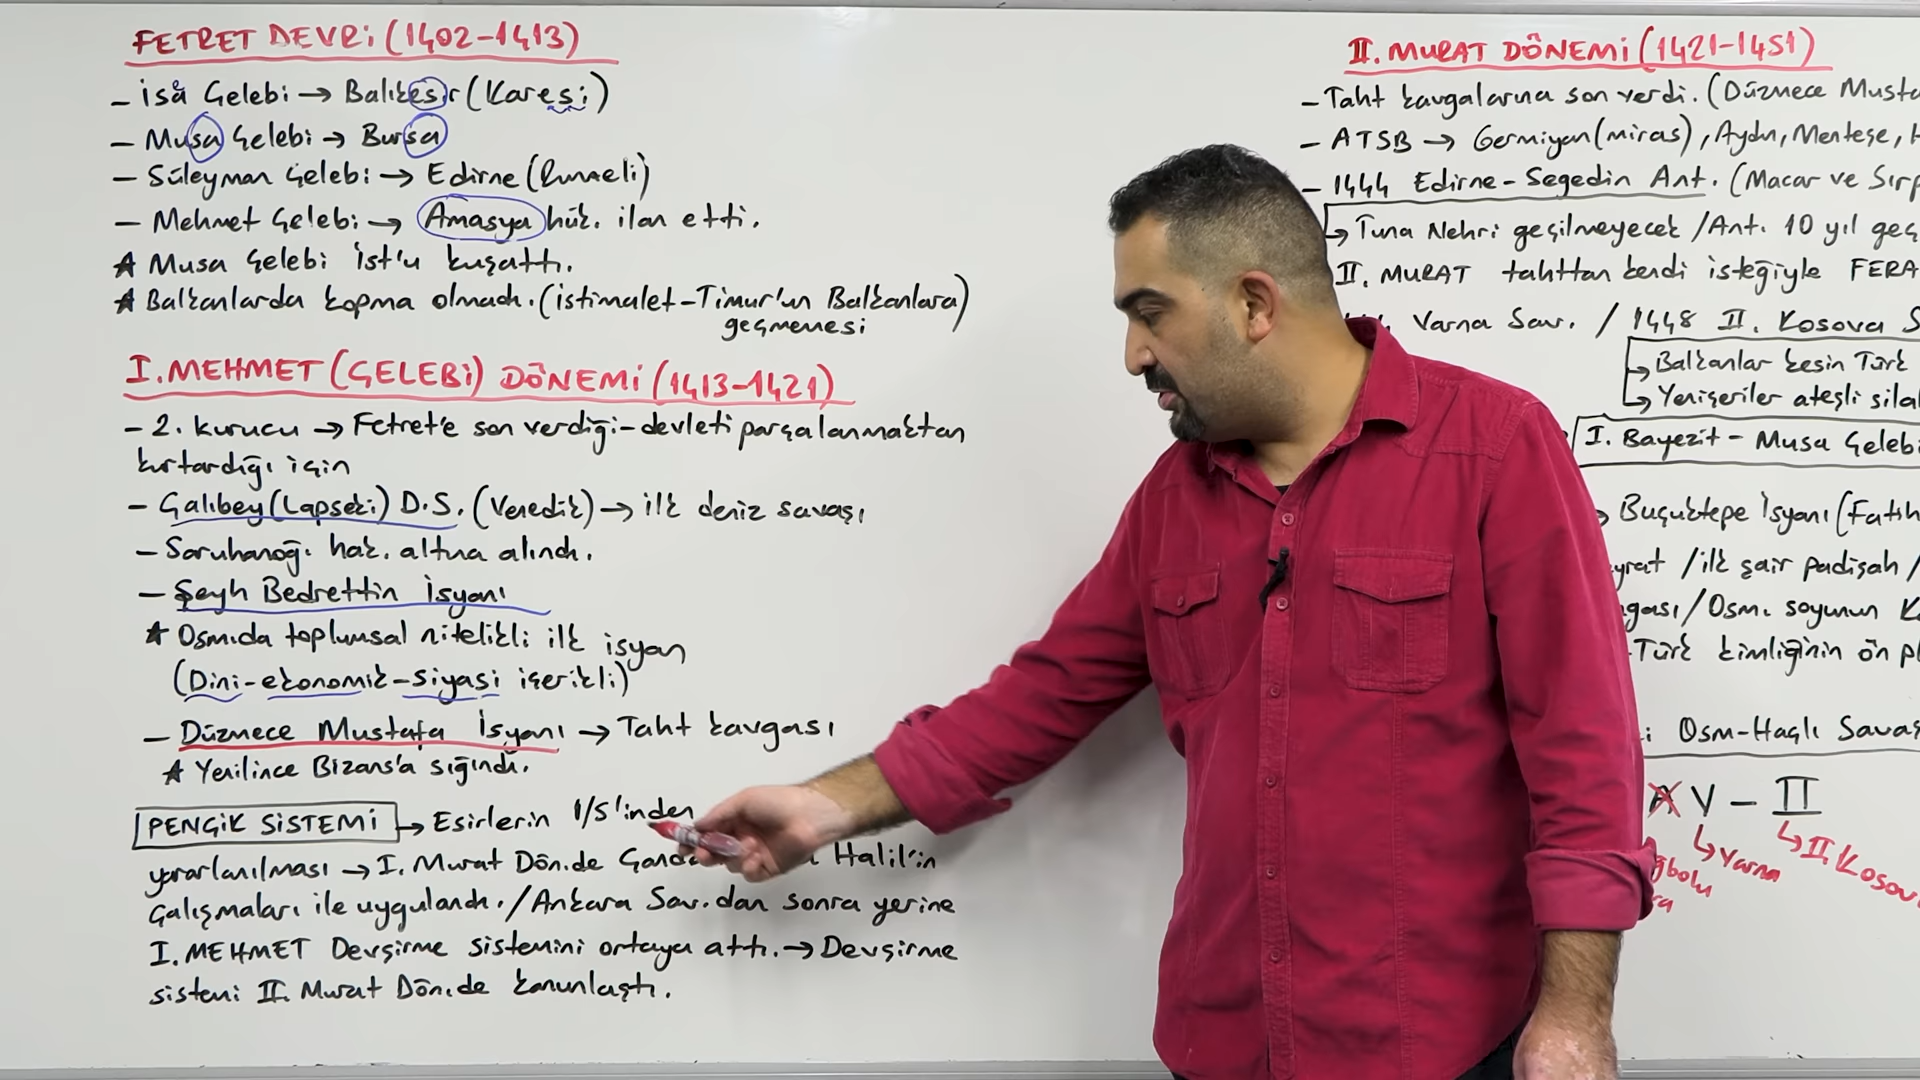 FETRET DEVRİ (1402-1413)
- İsa Çelebi → Balıkesir (Karesi)
- Musa Çelebi → Bursa
- Süleyman Çelebi → Edirne (Rumeli)
- Mehmet Çelebi → Amasya hük. ilan etti.
★ Musa Çelebi İst'u kuşattı.
★ Balkanlarda kopma olmadı. (istimalet-Timur'un Balkanlara)
geçmemesi
I. MEHMET (ÇELEBİ) DÖNEMİ (1413-1421)
- 2. kurucu → Fetret'e son verdiği-devleti parçalanmaktan
kurtardığı için
- Çalıbey (Lapseki) D.S. (Venedik) → ilk deniz savaşı
- Saruhanoğ. hak. altına alındı.
- Şeyh Bedrettin İsyanı
★ Osm.da toplumsal nitelikli ilk isyan
(Dini-ekonomik-siyasi içerikli)
- Düzmece Mustafa İsyanı → Taht kavgası
★ Yenilince Bizans'a sığındı.
PENÇİK SİSTEMİ → Esirlerin 1/5'inden
yararlanılması → I. Murat Dön.de Halil'in
Çalışmaları ile uygulandı. / Ankara Sav.dan sonra yerine
I. MEHMET Devşirme sistemini ortaya attı. → Devşirme
sistemi II. Murat Dön.de kanunlaştı.
II. MURAT DÖNEMİ (1421-1451)
- Taht kavgalarına son verdi. (Düzmece
- ATSB → Germiyan (miras), Aydın, Menteşe,
- 1444 Edirne-Segedin Ant. (Macar ve Sırp
→ Tuna Nehri geçilmeyecek / Ant. 10 yıl
II. MURAT tahttan kendi isteğiyle
Varna Sav. / 1448 II. Kosova
→ Balkanlar kesin Türk
→ Yeniçeriler ateşli
I. Bayezit - Musa Çelebi
→ Buçuktepe İsyanı (Fatih
/ ilk şair padişah /
/ Osm. soyunun
Türk kimliğinin ön
Osm-Haçlı
V - II
→ Varna
→ II. Kosova